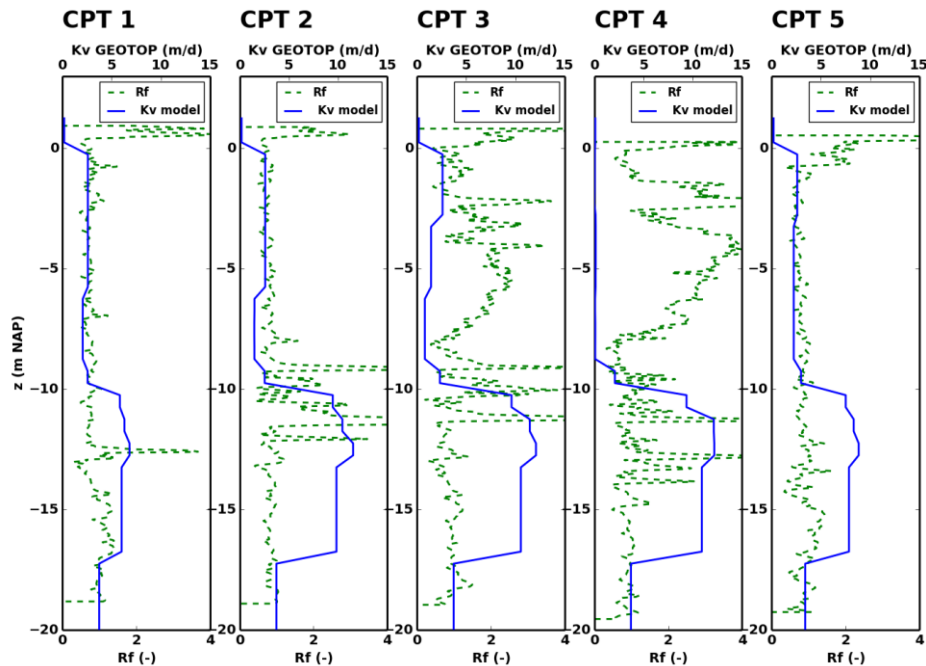 CPT 1 CPT 2 CPT 3 CPT 4 CPT 5
Kv GEOTOP (m/d) Kv GEOTOP (m/d) Kv GEOTOP (m/d) Kv GEOTOP (m/d) Kv GEOTOP (m/d)
0 5 10 15 0 5 10 15 0 5 10 15 0 5 10 15 0 5 10 15
Rf Rf Rf Rf Rf
Kv model Kv model Kv model Kv model Kv model
0 0 0 0 0
−5 −5 −5 −5 −5
z (m NAP)
−10 −10 −10 −10 −10
−15 −15 −15 −15 −15
−20 −20 −20 −20 −20
0 2 4 0 2 4 0 2 4 0 2 4 0 2 4
Rf (-) Rf (-) Rf (-) Rf (-) Rf (-)